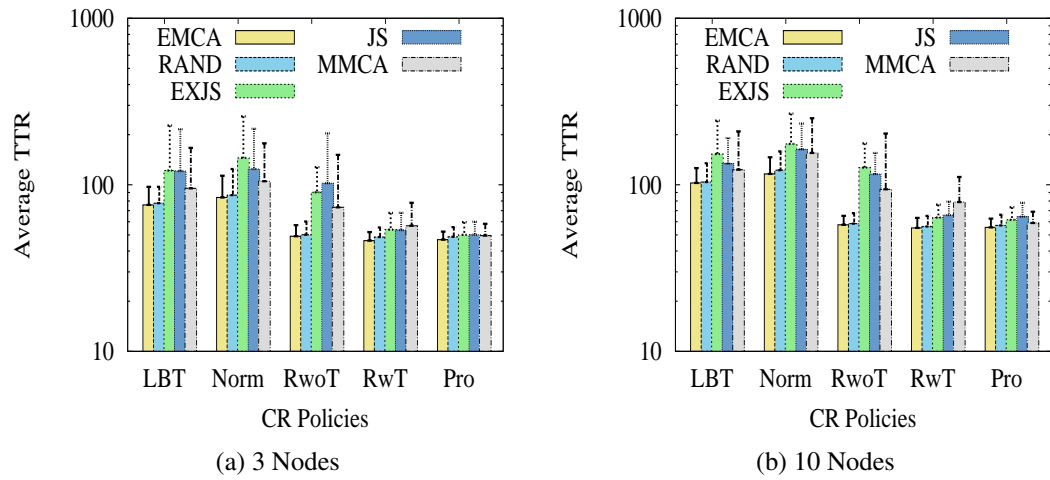 1000
100
10
Average TTR
EMCA
RAND
EXJS
JS
MMCA
LBT Norm RwoT RwT Pro
CR Policies
(a) 3 Nodes
1000
100
10
Average TTR
EMCA
RAND
EXJS
JS
MMCA
LBT Norm RwoT RwT Pro
CR Policies
(b) 10 Nodes